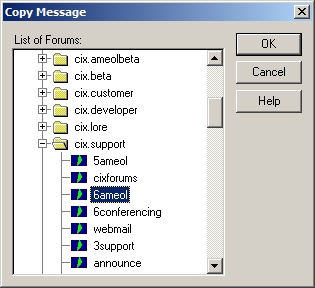 Copy Message
List of Forums:
OK
cix.ameolbeta
cix.beta
Cancel
cix.customer
Help
cix.developer
cix.lore
cix.support
5ameol
cixforums
6ameol
6conferencing
webmail
3support
announce